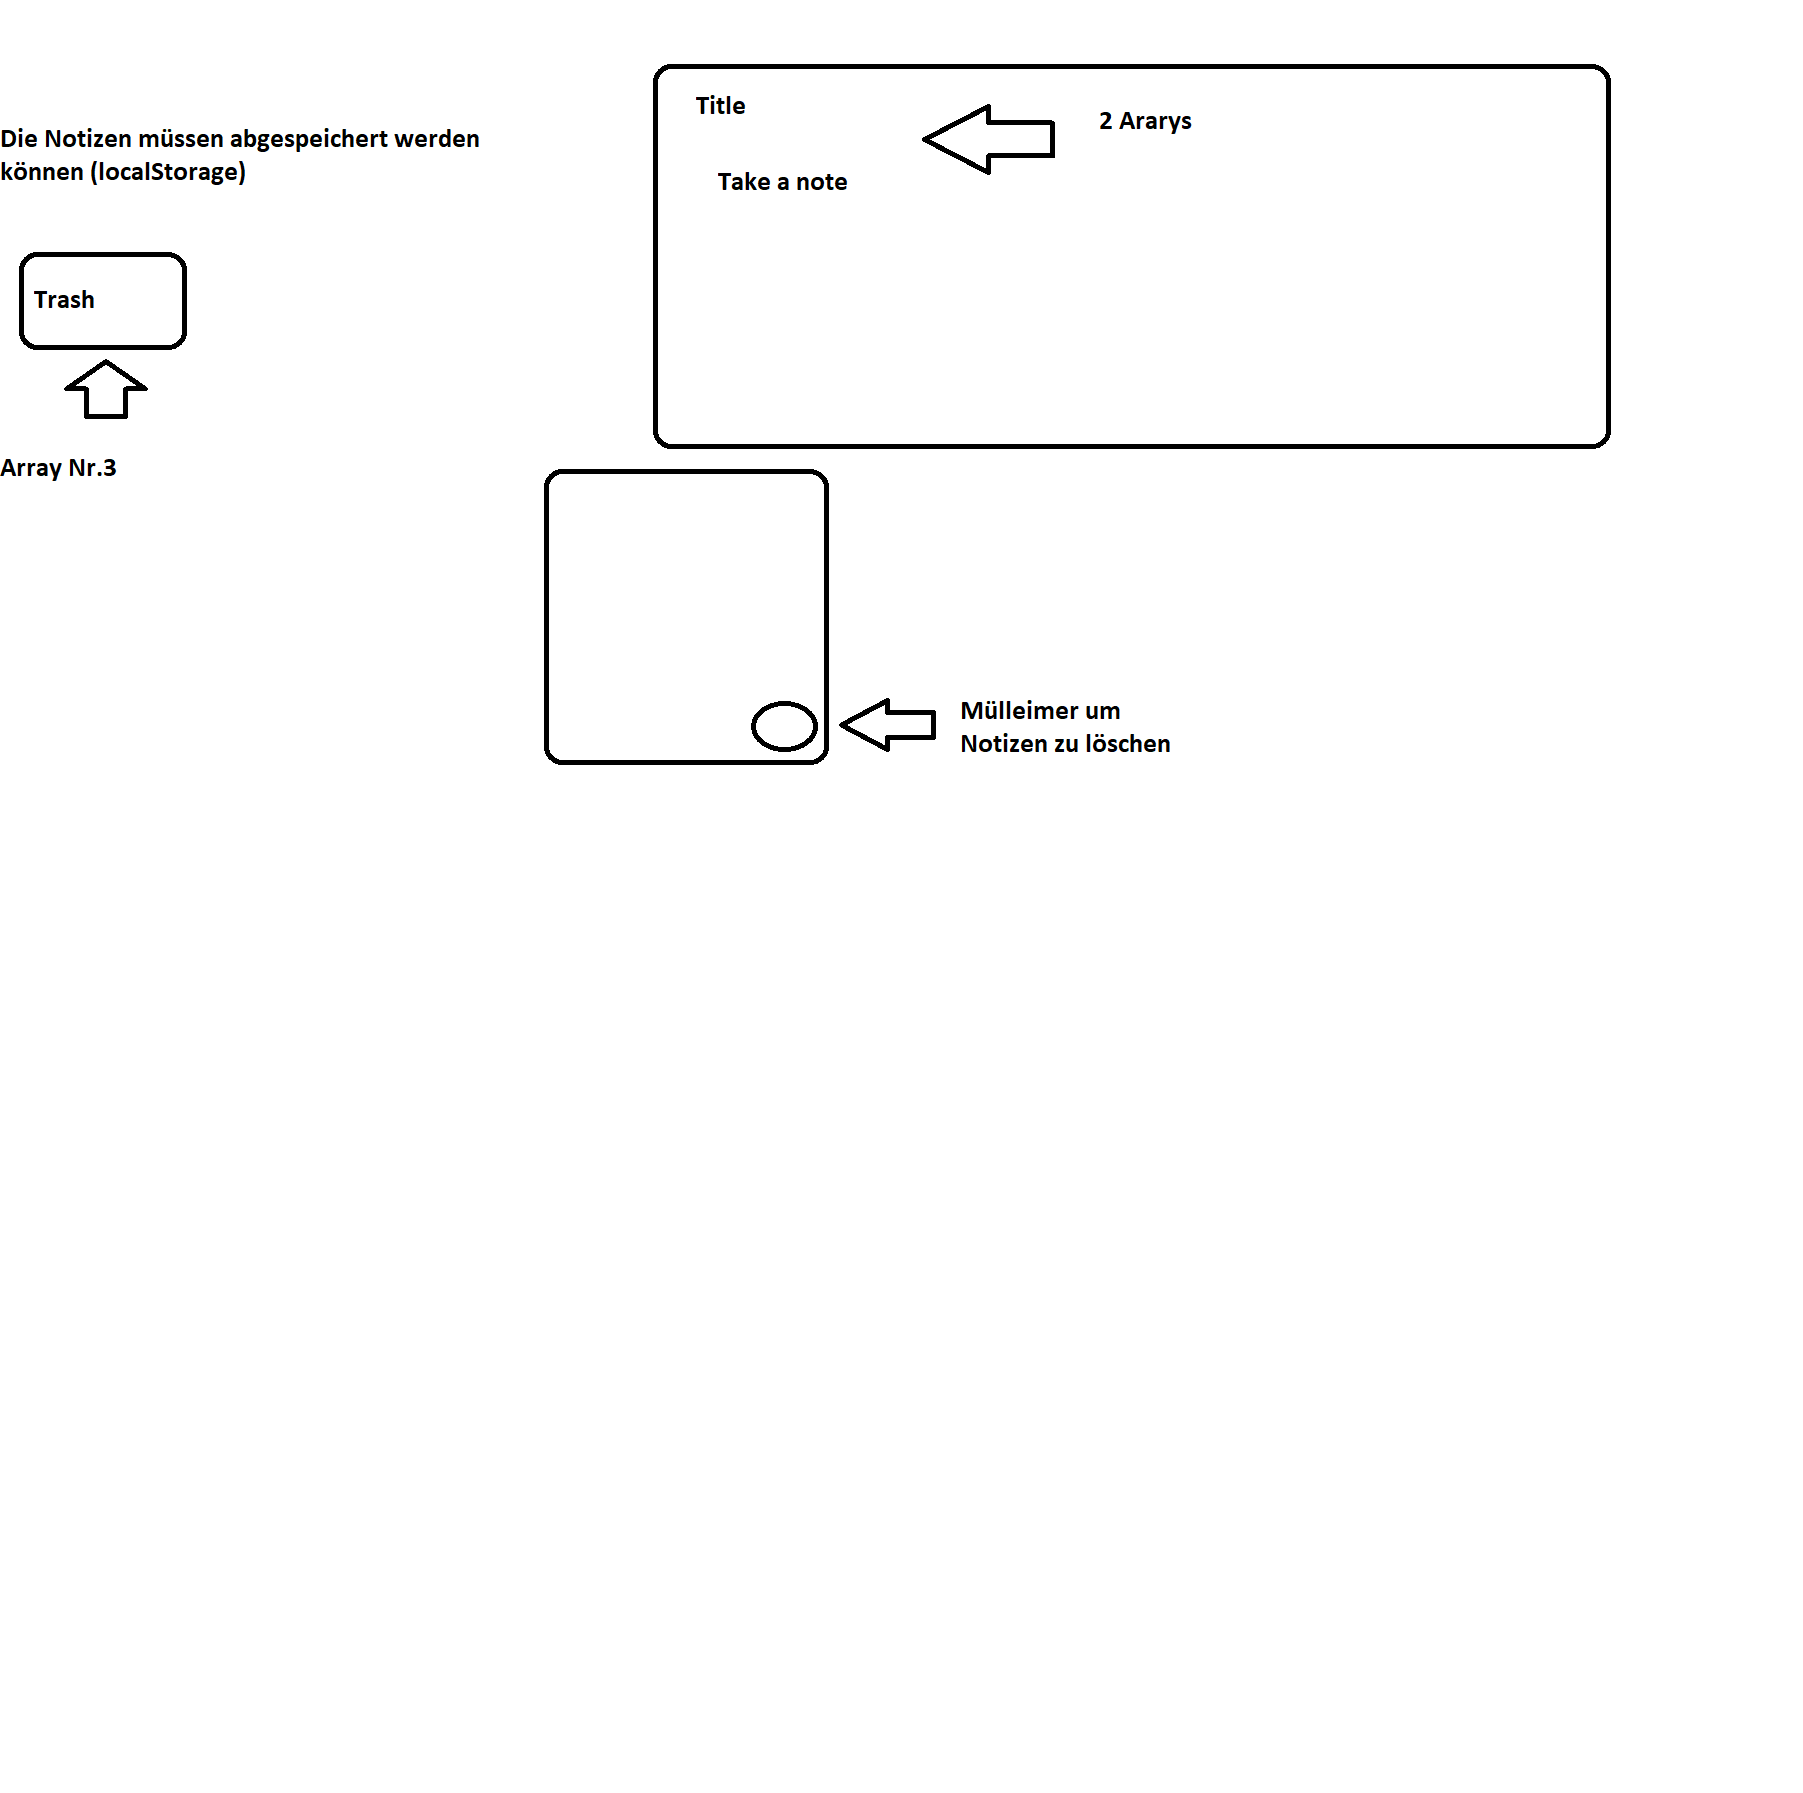 Die Notizen müssen abgespeichert werden
können (localStorage)
Trash
Array Nr.3
Title
Take a note
2 Ararys
Mülleimer um
Notizen zu löschen